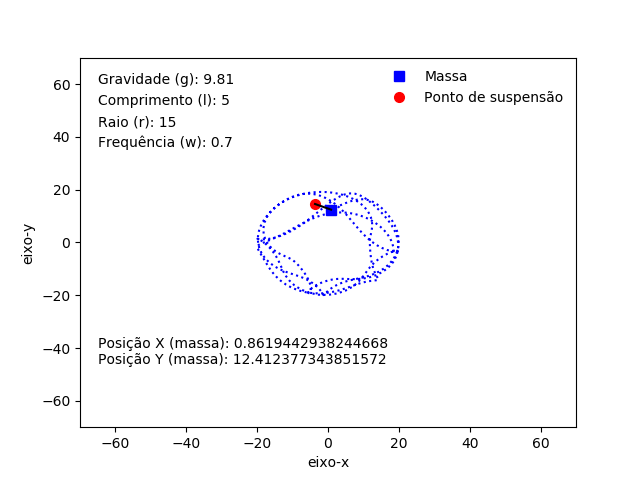 Gravidade (g): 9.81
Comprimento (l): 5
Raio (r): 15
Frequência (w): 0.7
Massa
Ponto de suspensão
60
40
20
0
−20
−40
−60
eixo-y
Posição X (massa): 0.8619442938244668
Posição Y (massa): 12.412377343851572
−60
−40
−20
0
20
40
60
eixo-x